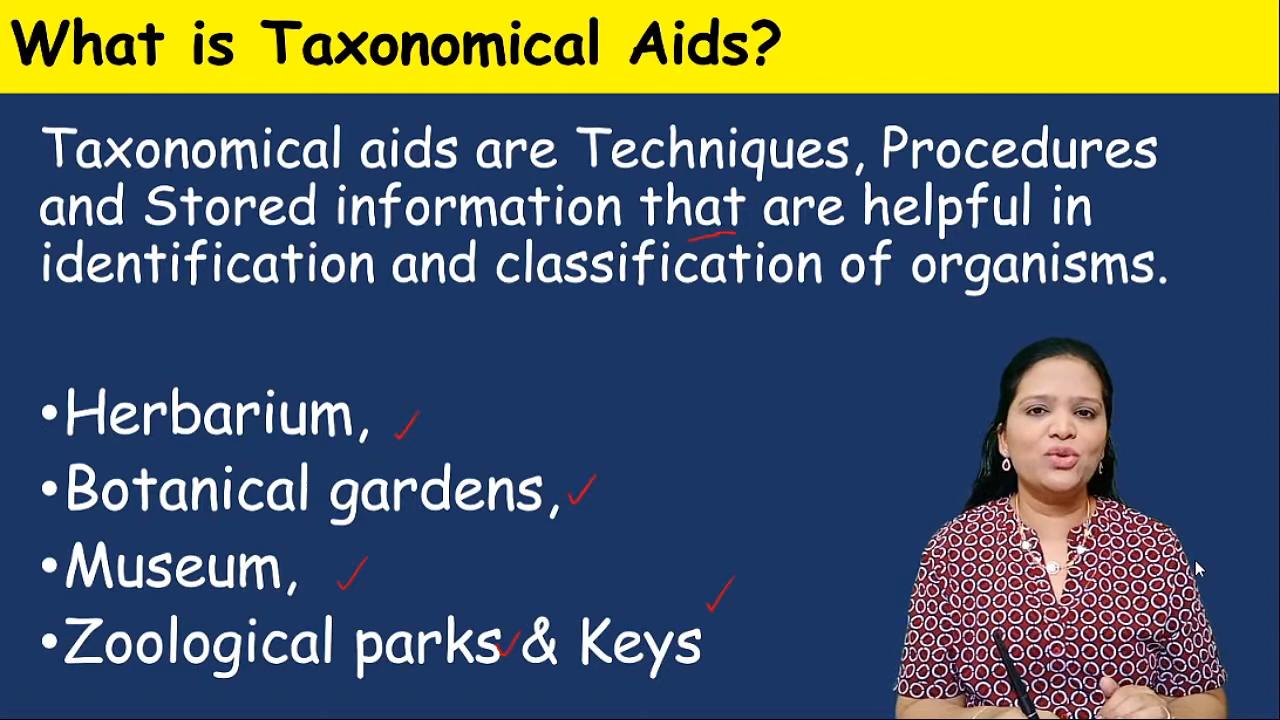 What is Taxonomical Aids?
Taxonomical aids are Techniques, Procedures
and Stored information that are helpful in
identification and classification of organisms.
•Herbarium,
•Botanical gardens,
•Museum,
•Zoological parks & Keys